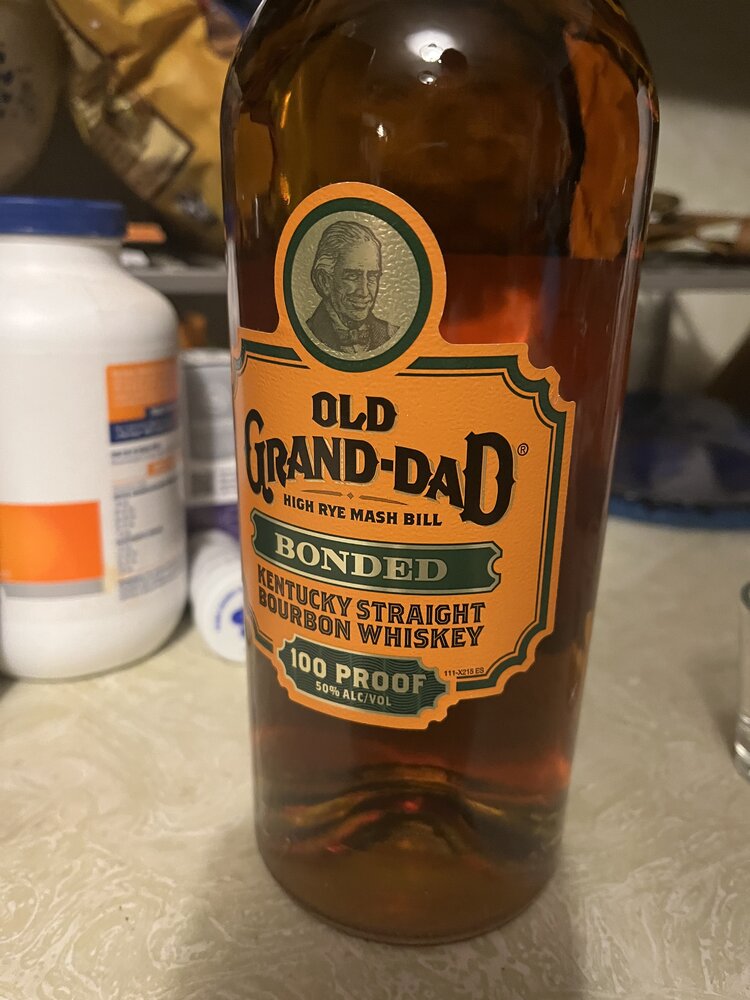 OLD
GRAND-DAD®
HIGH RYE MASH BILL
BONDED
KENTUCKY STRAIGHT
BOURBON WHISKEY
100 PROOF
50% ALC/VOL
111-X215 ES